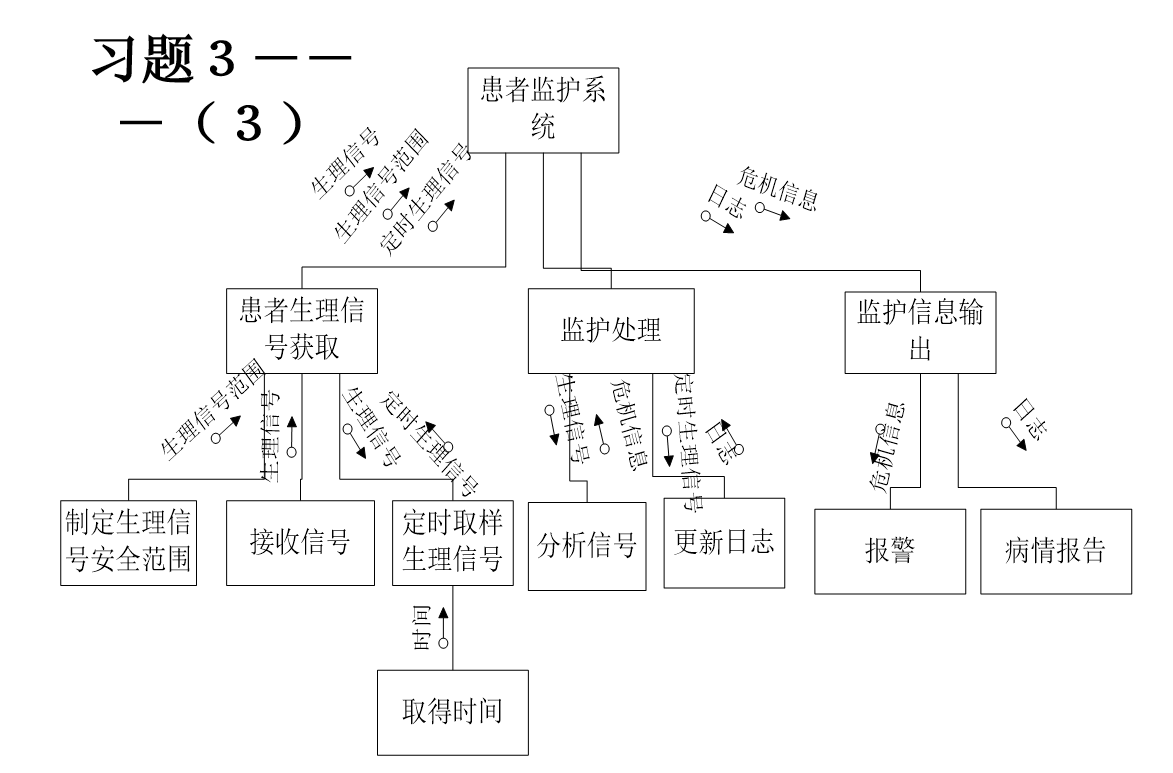 习题3－－
－（3）
患者监护系
统
生理信号
生理信号范围
定时生理信号
危机信息
日志
患者生理信
号获取
监护处理
监护信息输
出
生理信号范围
生理信号
生理信号
定时生理信号
生理信号
危机信息
定时生理信号
日志
危机信息
日志
制定生理信
号安全范围
接收信号
定时取样
生理信号
分析信号
更新日志
报警
病情报告
时间
取得时间